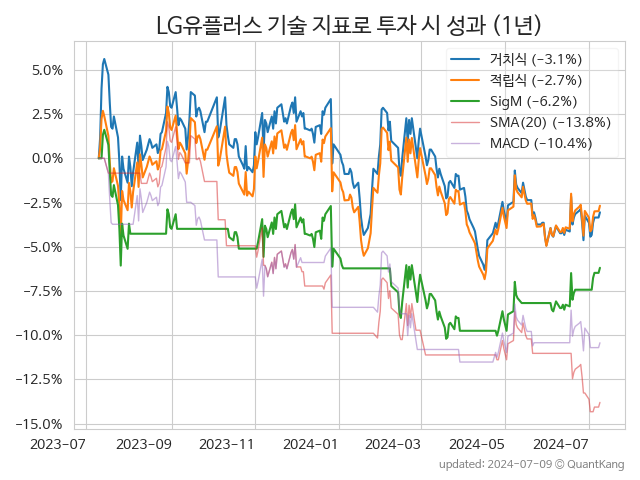 LG유플러스 기술 지표로 투자 시 성과 (1년)
거치식 (−3.1%)
적립식 (−2.7%)
SigM (−6.2%)
SMA(20) (−13.8%)
MACD (−10.4%)
5.0%
2.5%
0.0%
−2.5%
−5.0%
−7.5%
−10.0%
−12.5%
−15.0%
2023-07 2023-09 2023-11 2024-01 2024-03 2024-05 2024-07
updated: 2024-07-09 © QuantKang